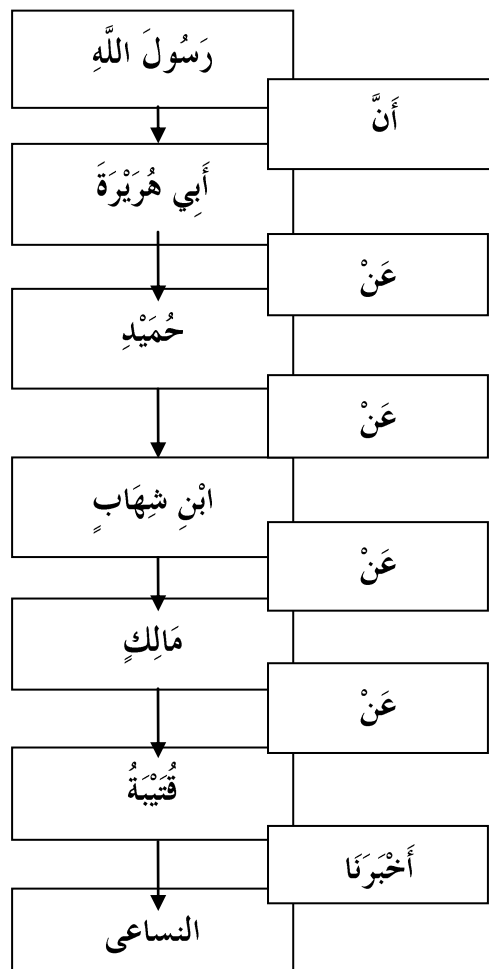 رَسُولَ اللَّهِ
أَنَّ
أَبِي هُرَيْرَةَ
عَنْ
حُمَيْدِ
عَنْ
ابْنِ شِهَابٍ
عَنْ
مَالِكٍ
عَنْ
قُتَيْبَةُ
أَخْبَرَنَا
النساعى